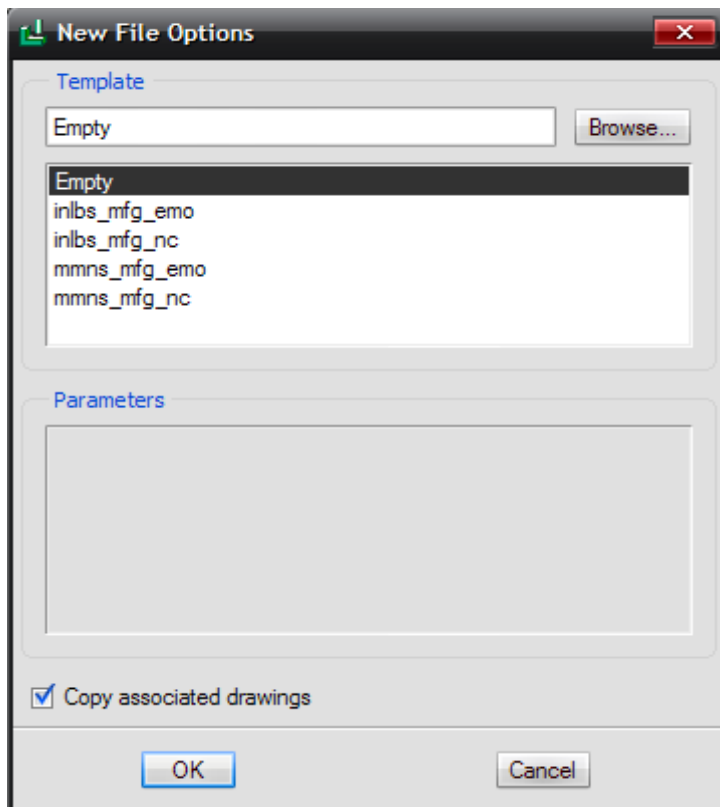 New File Options
Template
Empty
Browse...
Empty
inlbs_mfg_emo
inlbs_mfg_nc
mmns_mfg_emo
mmns_mfg_nc
Parameters
Copy associated drawings
OK
Cancel